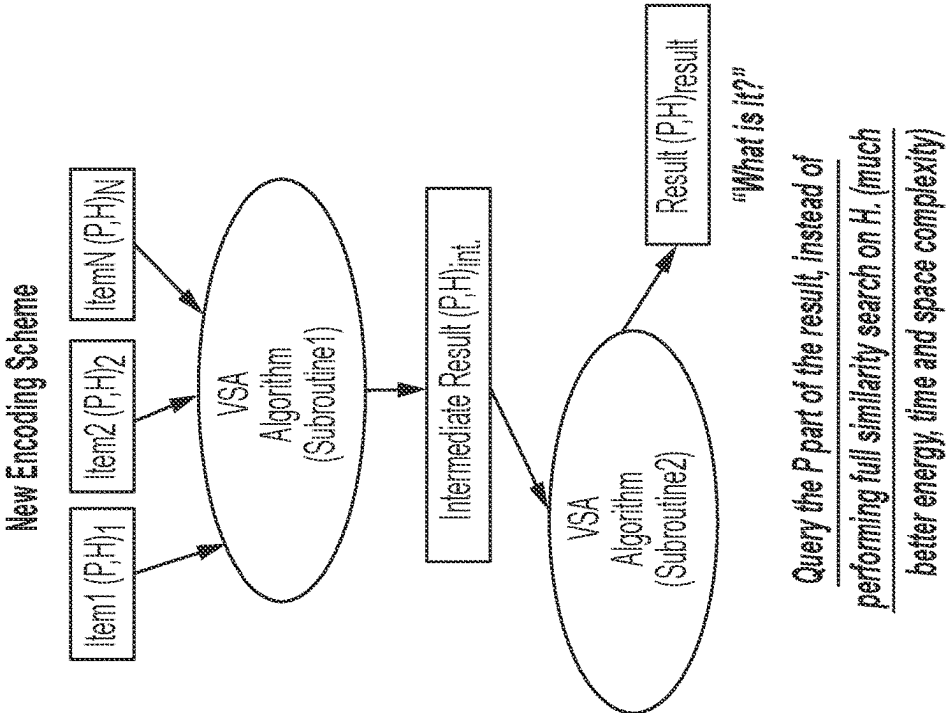 New Encoding Scheme
Item1 (P,H)1
Item2 (P,H)2
ItemN (P,H)N
VSA
Algorithm
(Subroutine1)
Intermediate Result (P,H)int.
VSA
Algorithm
(Subroutine2)
Result (P,H)result
"What is it?"
Query the P part of the result, instead of
performing full similarity search on H. (much
better energy, time and space complexity)